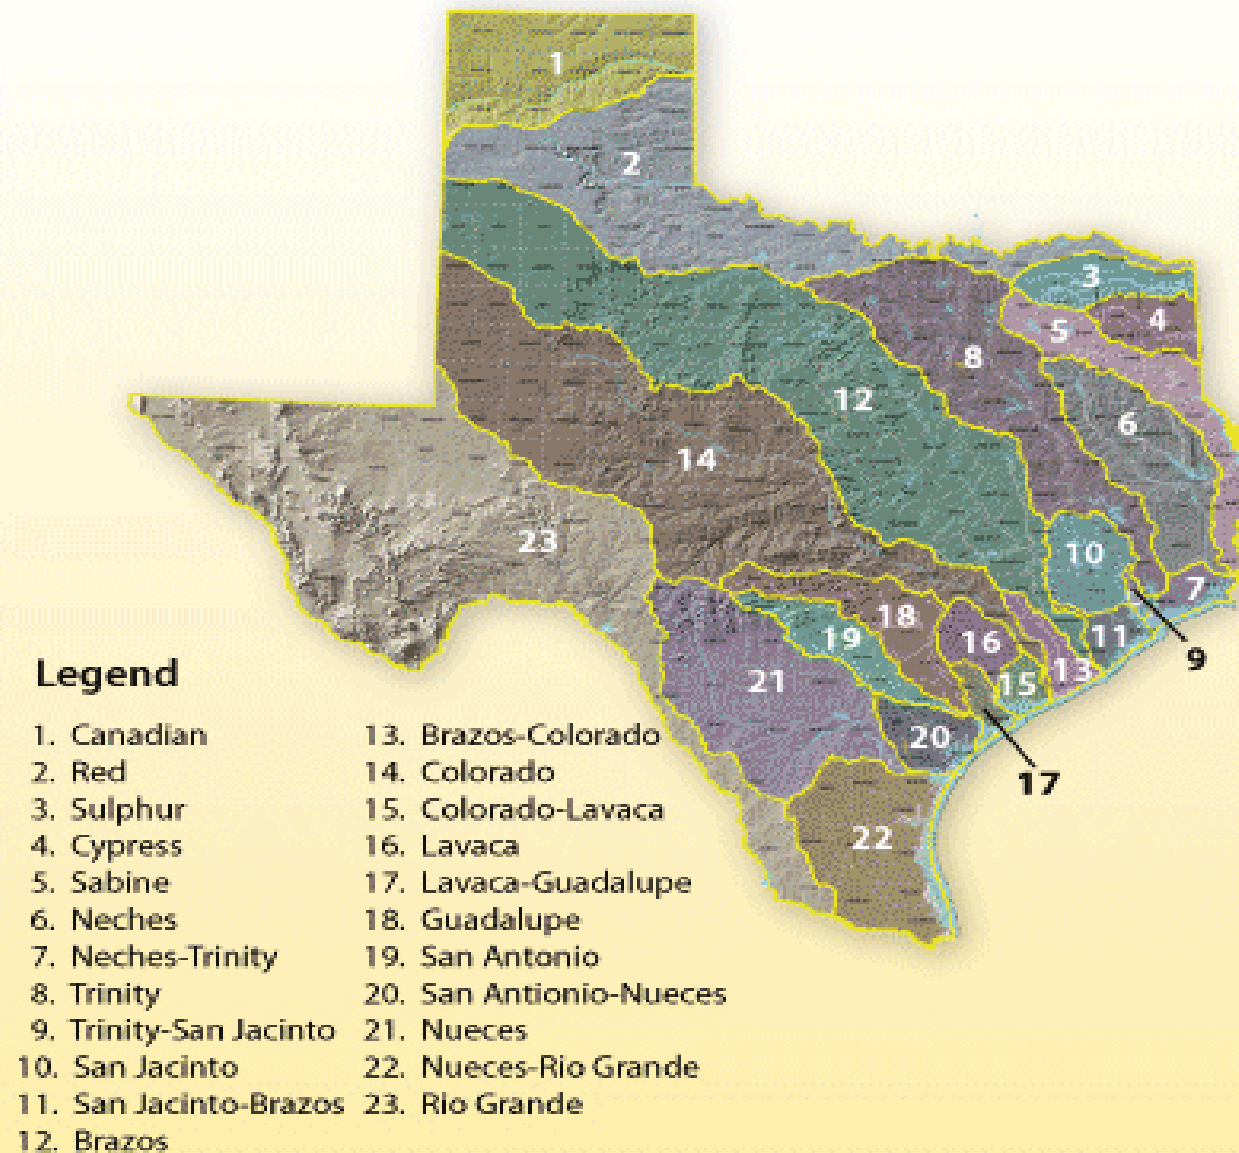 1
2
3
4
5
8
12
6
14
23
10
7
18
16
19
11
9
15
13
21
20
17
22
Legend
1. Canadian
2. Red
3. Sulphur
4. Cypress
5. Sabine
6. Neches
7. Neches-Trinity
8. Trinity
9. Trinity-San Jacinto
10. San Jacinto
11. San Jacinto-Brazos
12. Brazos
13. Brazos-Colorado
14. Colorado
15. Colorado-Lavaca
16. Lavaca
17. Lavaca-Guadalupe
18. Guadalupe
19. San Antonio
20. San Antionio-Nueces
21. Nueces
22. Nueces-Rio Grande
23. Rio Grande